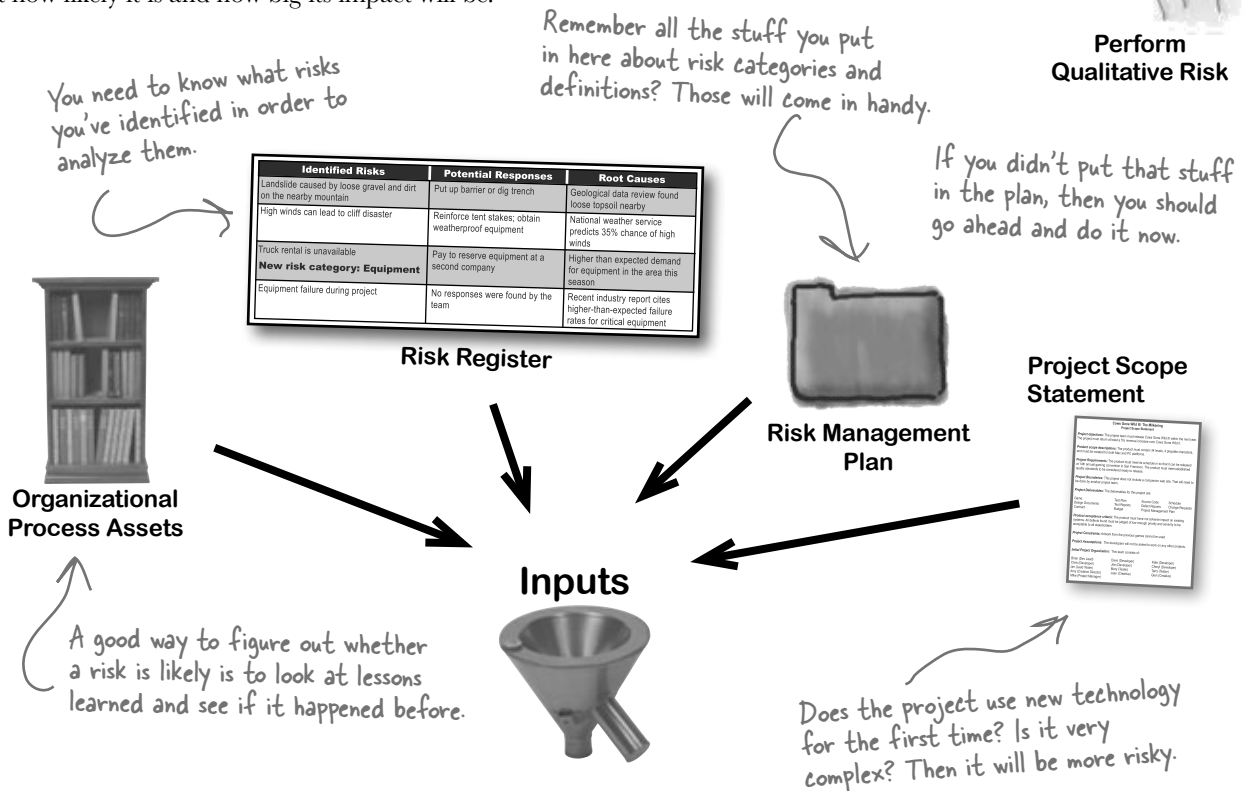 how likely it is and how big its impact will be.
Perform
Qualitative Risk
Remember all the stuff you put
in here about risk categories and
definitions? Those will come in handy.
You need to know what risks
you've identified in order to
analyze them.
If you didn't put that stuff
in the plan, then you should
go ahead and do it now.
Identified Risks Potential Responses Root Causes
Landslide caused by loose gravel and dirt
on the nearby mountain
Put up barrier or dig trench
Geological data review found
loose topsoil nearby
High winds can lead to cliff disaster
Reinforce tent stakes; obtain
weatherproof equipment
National weather service
predicts 35% chance of high
winds
Truck rental is unavailable
New risk category: Equipment
Pay to reserve equipment at a
second company
Higher than expected demand
for equipment in the area this
season
Equipment failure during project
No responses were found by the
team
Recent industry report cites
higher-than-expected failure
rates for critical equipment
Risk Register
Risk Management
Plan
Project Scope
Statement
Organizational
Process Assets
Inputs
A good way to figure out whether
a risk is likely is to look at lessons
learned and see if it happened before.
Does the project use new technology
for the first time? Is it very
complex? Then it will be more risky.